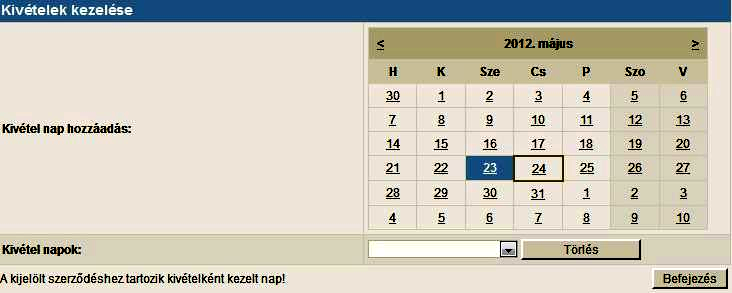 Kivételek kezelése
< 2012. május >
H K Sze Cs P Szo V
30 1 2 3 4 5 6
7 8 9 10 11 12 13
Kivétel nap hozzáadás:
14 15 16 17 18 19 20
21 22 23 24 25 26 27
28 29 30 31 1 2 3
4 5 6 7 8 9 10
Kivétel napok: Törlés
A kijelölt szerződéshez tartozik kivételként kezelt nap! Befejezés